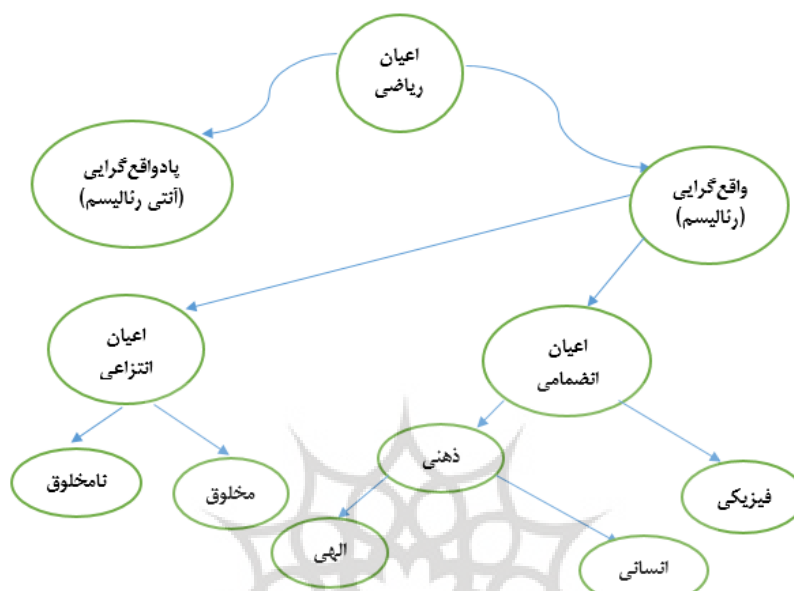 اعیان
ریاضی
واقع‌گرایی
(رئالیسم)
پادواقع‌گرایی
(آنتی رئالیسم)
اعیان
انضمامی
اعیان
انتزاعی
فیزیکی
ذهنی
مخلوق
نامخلوق
انسانی
الهی